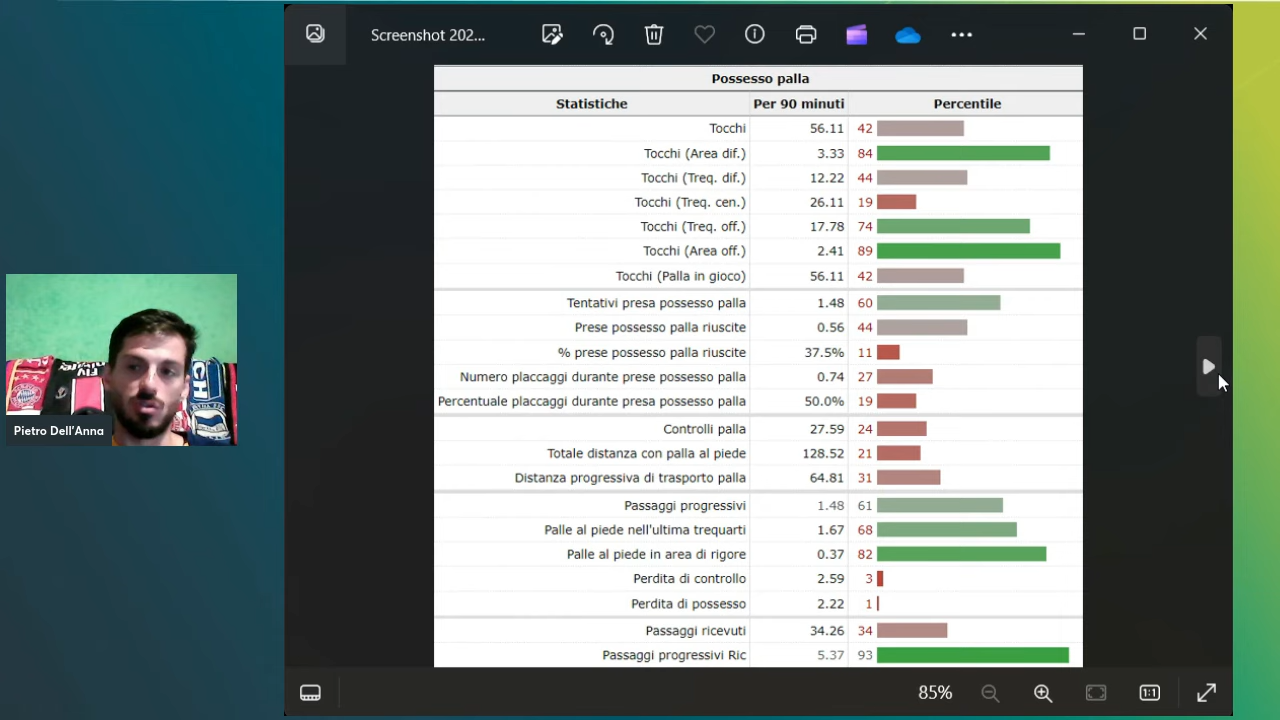 Screenshot 202...
Possesso palla
Statistiche Per 90 minuti Percentile
Tocchi 56.11 42
Tocchi (Area dif.) 3.33 84
Tocchi (Treq. dif.) 12.22 44
Tocchi (Treq. cen.) 26.11 19
Tocchi (Treq. off.) 17.78 74
Tocchi (Area off.) 2.41 89
Tocchi (Palla in gioco) 56.11 42
Tentativi presa possesso palla 1.48 60
Prese possesso palla riuscite 0.56 44
% prese possesso palla riuscite 37.5% 11
Numero placcaggi durante prese possesso palla 0.74 27
Percentuale placcaggi durante presa possesso palla 50.0% 19
Controlli palla 27.59 24
Totale distanza con palla al piede 128.52 21
Distanza progressiva di trasporto palla 64.81 31
Passaggi progressivi 1.48 61
Palle al piede nell'ultima trequarti 1.67 68
Palle al piede in area di rigore 0.37 82
Perdita di controllo 2.59 3
Perdita di possesso 2.22 1
Passaggi ricevuti 34.26 34
Passaggi progressivi Ric 5.37 93
Pietro Dell'Anna
85%
1:1